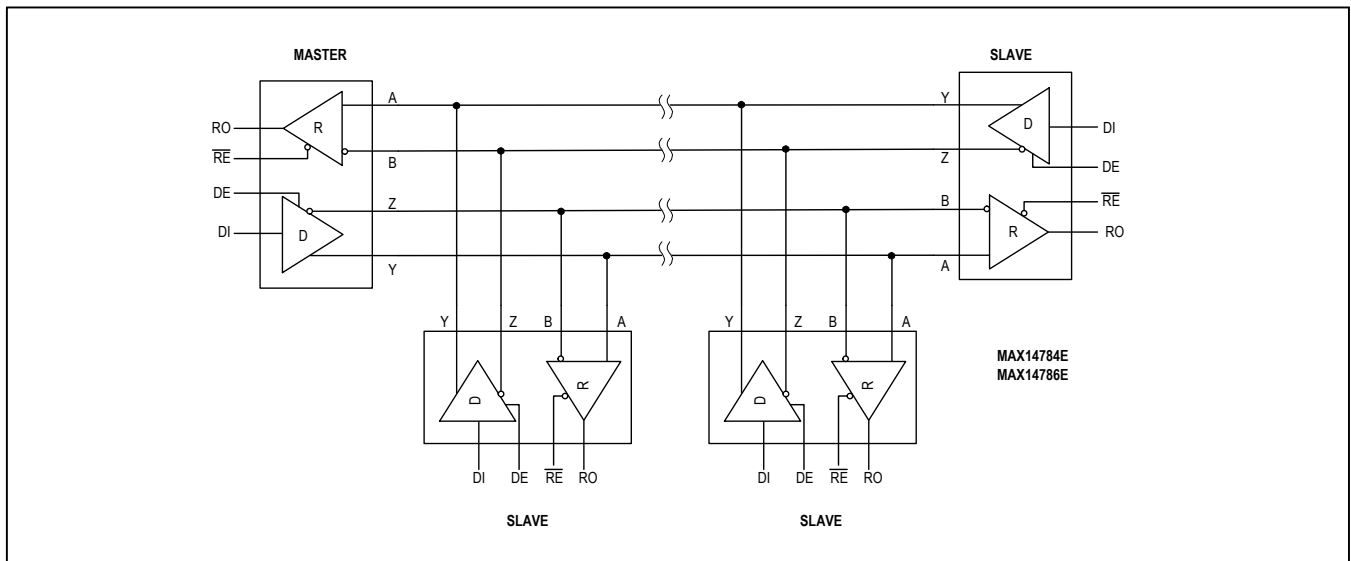 MASTER
SLAVE
A
Y
RO
R
D
DI
RE
B
Z
DE
DE
Z
B
RE
DI
D
R
RO
Y
A
Y Z B A
Y Z B A
MAX14784E
MAX14786E
D
R
D
R
DI DE RE RO
DI DE RE RO
SLAVE
SLAVE